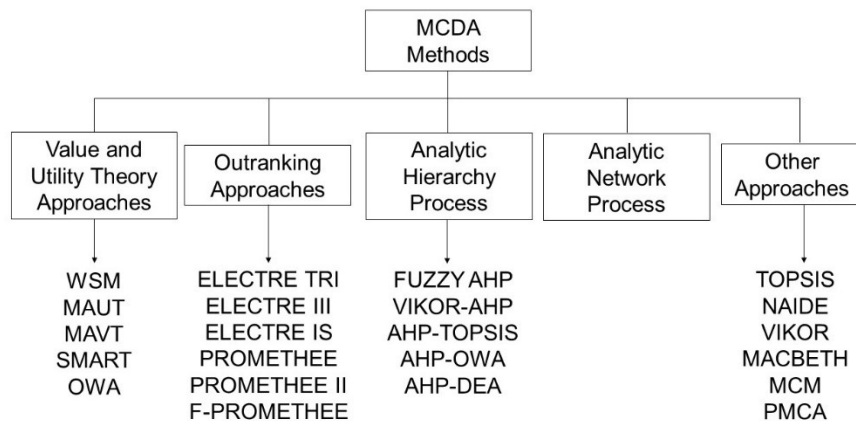 MCDA
Methods
Value and
Utility Theory
Approaches
Outranking
Approaches
Analytic
Hierarchy
Process
Analytic
Network
Process
Other
Approaches
WSM
MAUT
MAVT
SMART
OWA
ELECTRE TRI
ELECTRE III
ELECTRE IS
PROMETHEE
PROMETHEE II
F-PROMETHEE
FUZZY AHP
VIKOR-AHP
AHP-TOPSIS
AHP-OWA
AHP-DEA
TOPSIS
NAIDE
VIKOR
MACBETH
MCM
PMCA